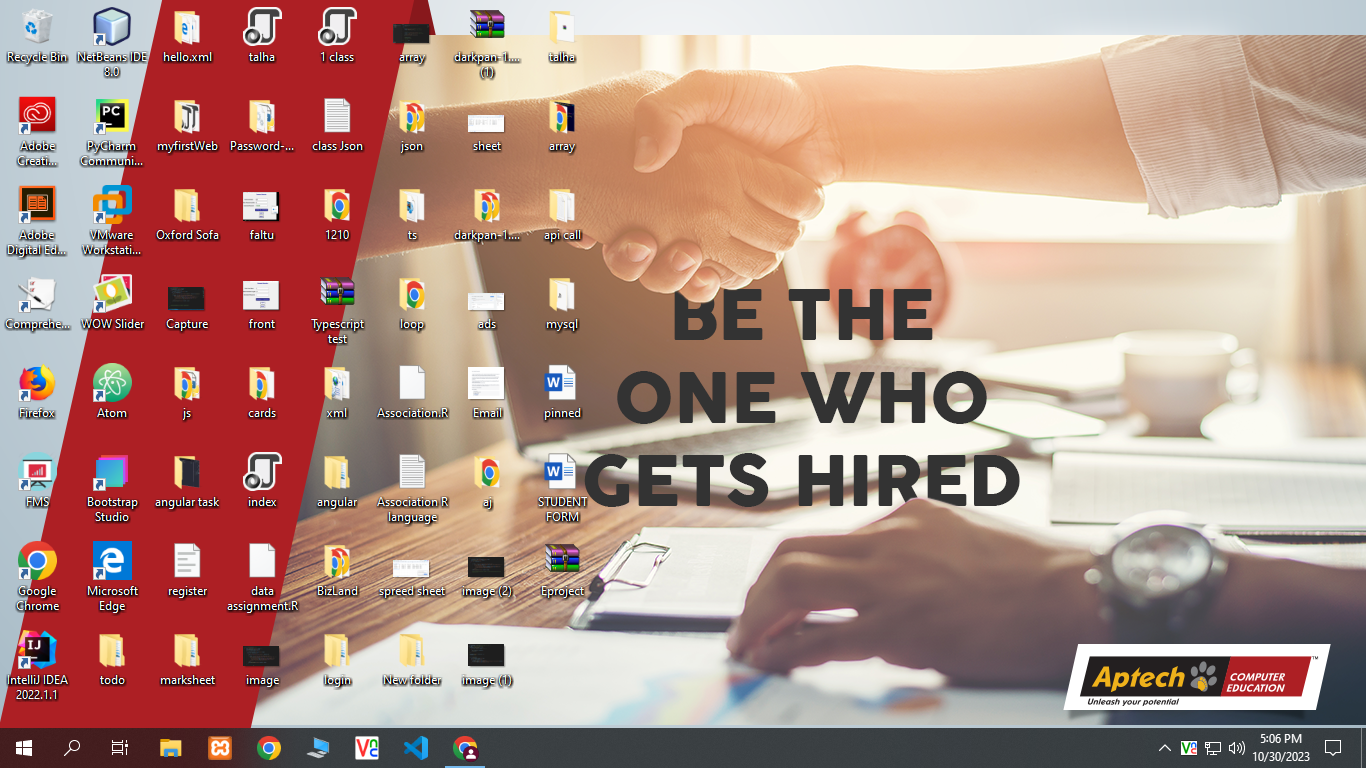 Recycle Bin
NetBeans IDE
8.0
hello.xml
talha
1 class
array
darkpan-1....
(1)
talha
Adobe
Creati...
PyCharm
Communi...
myfirstWeb
Password-...
class Json
json
sheet
array
Adobe
Digital Ed...
VMware
Workstati...
Oxford Sofa
faltu
1210
ts
darkpan-1....
api call
Comprehe...
WOW Slider
Capture
front
Typescript
test
loop
ads
mysql
Firefox
Atom
js
cards
xml
Association.R
Email
pinned
FMS
Bootstrap
Studio
angular task
index
angular
Association R
language
aj
STUDENT
FORM
Google
Chrome
Microsoft
Edge
register
data
assignment.R
BizLand
spreed sheet
image (2)
Eproject
IntelliJ IDEA
2022.1.1
todo
marksheet
image
login
New folder
image (1)
BE THE
ONE WHO
GETS HIRED
Aptech
COMPUTER
EDUCATION
TM
Unleash your potential
5:06 PM
10/30/2023